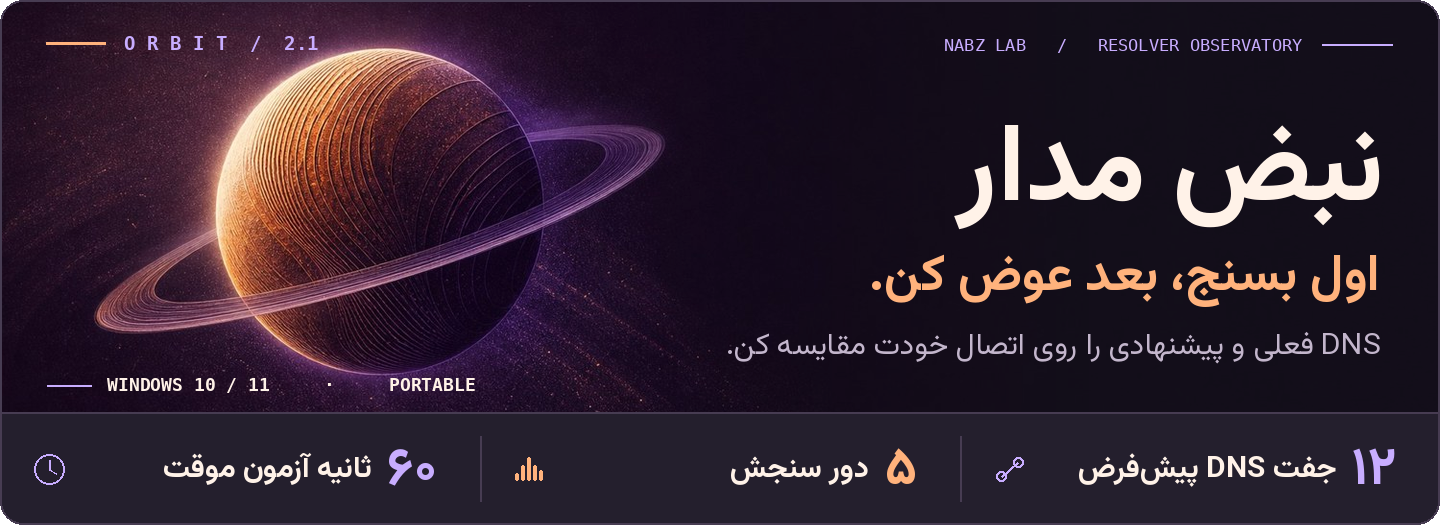 ORBIT / 2.1
NABZ LAB / RESOLVER OBSERVATORY
نبض مدار
اول بسنج، بعد عوض کن.
DNS فعلی و پیشنهادی را روی اتصال خودت مقایسه کن.
WINDOWS 10 / 11 · PORTABLE
۱۲ جفت DNS پیش‌فرض
۵ دور سنجش
۶۰ ثانیه آزمون موقت